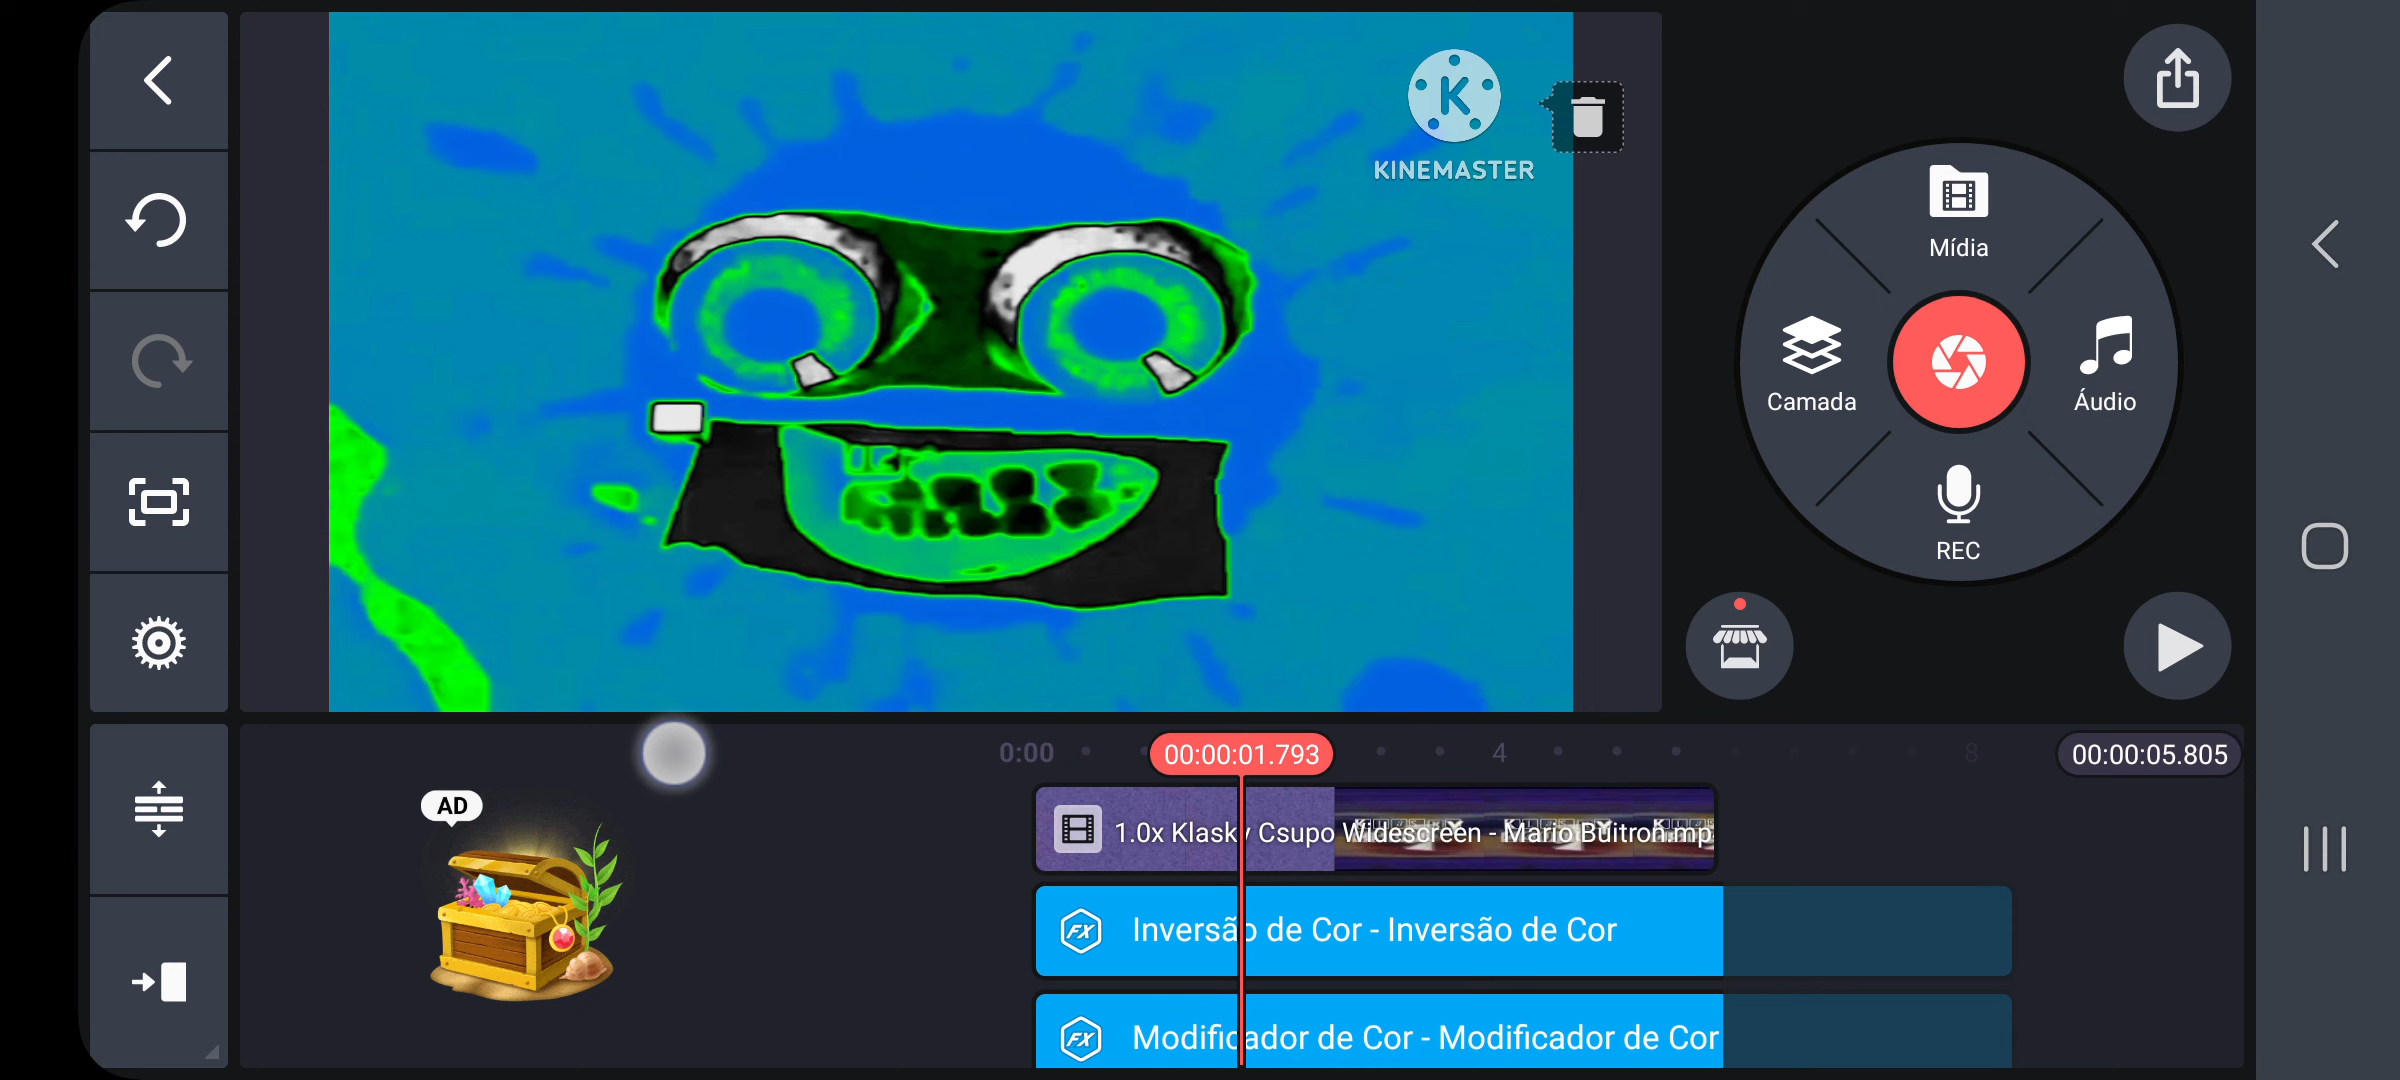 K
KINEMASTER
Mídia
Camada
Áudio
REC
0:00
00:00:01.793
4
8
00:00:05.805
AD
1.0x Klasky Csupo Widescreen - Mario Buitron.mp
FX
Inversão de Cor - Inversão de Cor
FX
Modificador de Cor - Modificador de Cor